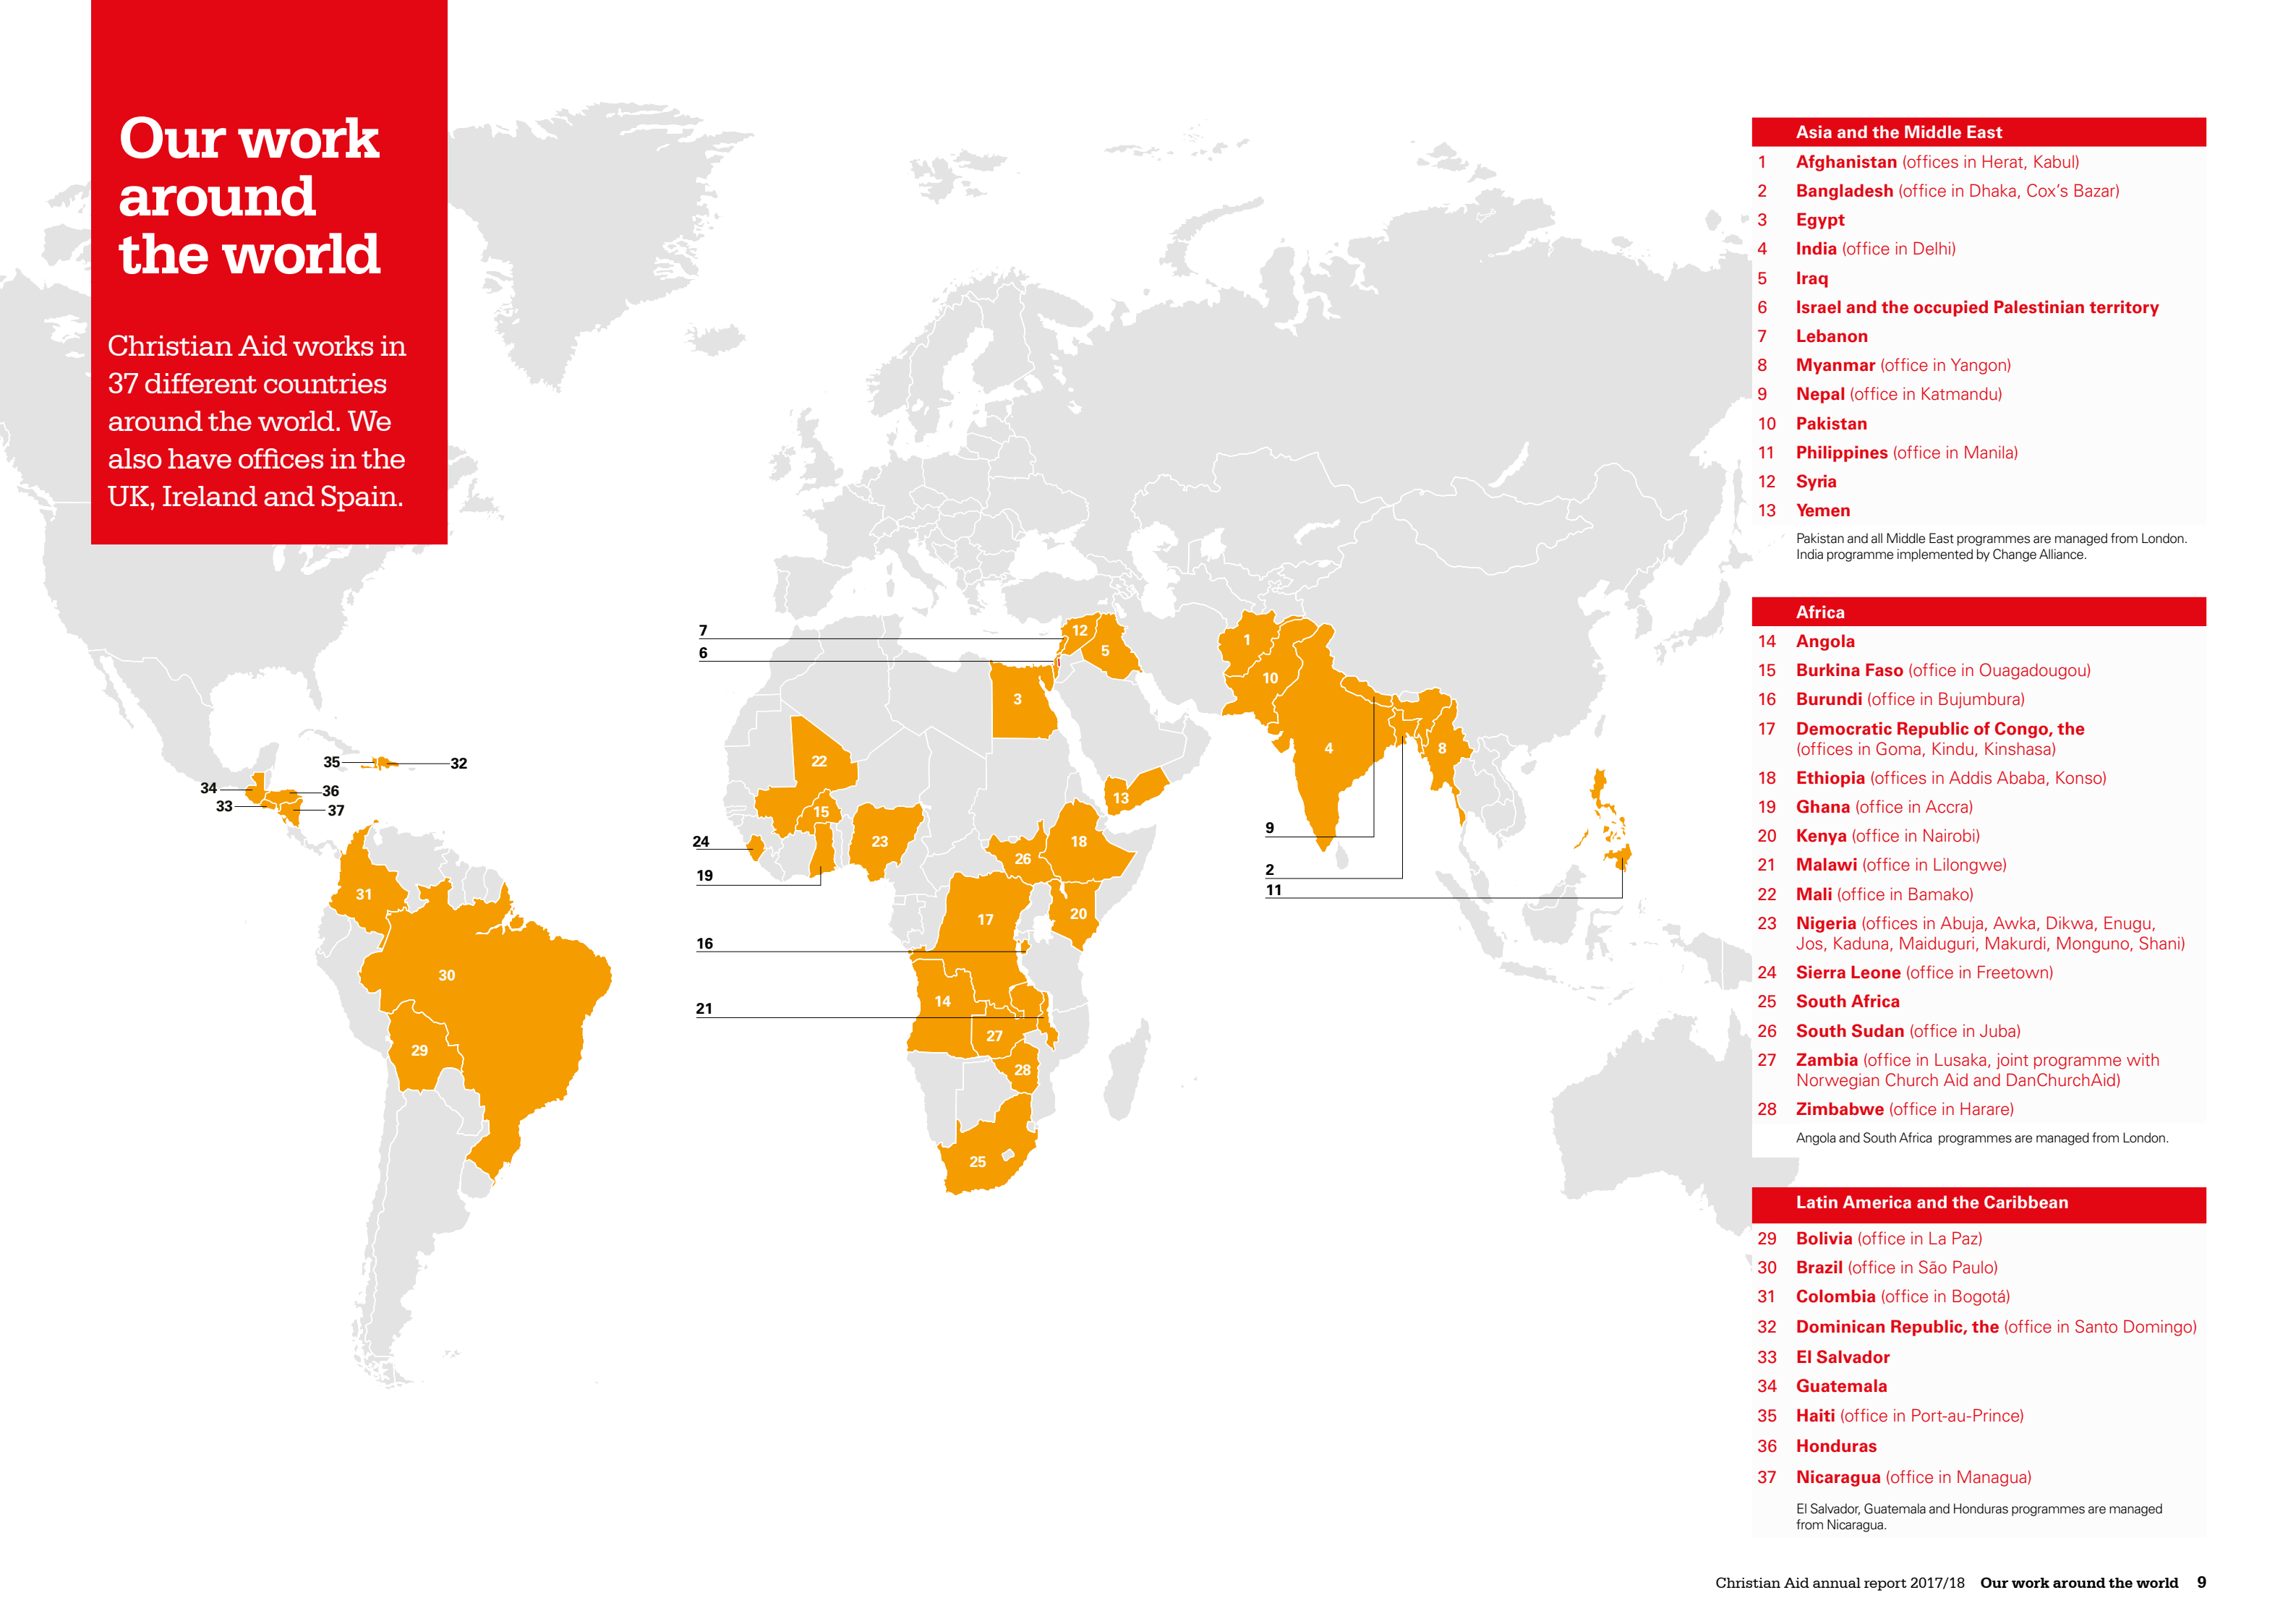 Our work
around
the world
Christian Aid works in
37 different countries
around the world. We
also have offices in the
UK, Ireland and Spain.
7
6
12
5
1
10
3
4
8
22
13
15
23
18
26
24
19
17
20
16
14
21
27
28
25
9
2
11
35
32
34
36
33
37
31
30
29
Asia and the Middle East
1 Afghanistan (offices in Herat, Kabul)
2 Bangladesh (office in Dhaka, Cox's Bazar)
3 Egypt
4 India (office in Delhi)
5 Iraq
6 Israel and the occupied Palestinian territory
7 Lebanon
8 Myanmar (office in Yangon)
9 Nepal (office in Katmandu)
10 Pakistan
11 Philippines (office in Manila)
12 Syria
13 Yemen
Pakistan and all Middle East programmes are managed from London.
India programme implemented by Change Alliance.
Africa
14 Angola
15 Burkina Faso (office in Ouagadougou)
16 Burundi (office in Bujumbura)
17 Democratic Republic of Congo, the
(offices in Goma, Kindu, Kinshasa)
18 Ethiopia (offices in Addis Ababa, Konso)
19 Ghana (office in Accra)
20 Kenya (office in Nairobi)
21 Malawi (office in Lilongwe)
22 Mali (office in Bamako)
23 Nigeria (offices in Abuja, Awka, Dikwa, Enugu,
Jos, Kaduna, Maiduguri, Makurdi, Monguno, Shani)
24 Sierra Leone (office in Freetown)
25 South Africa
26 South Sudan (office in Juba)
27 Zambia (office in Lusaka, joint programme with
Norwegian Church Aid and DanChurchAid)
28 Zimbabwe (office in Harare)
Angola and South Africa programmes are managed from London.
Latin America and the Caribbean
29 Bolivia (office in La Paz)
30 Brazil (office in São Paulo)
31 Colombia (office in Bogotá)
32 Dominican Republic, the (office in Santo Domingo)
33 El Salvador
34 Guatemala
35 Haiti (office in Port-au-Prince)
36 Honduras
37 Nicaragua (office in Managua)
El Salvador, Guatemala and Honduras programmes are managed
from Nicaragua.
Christian Aid annual report 2017/18 Our work around the world 9